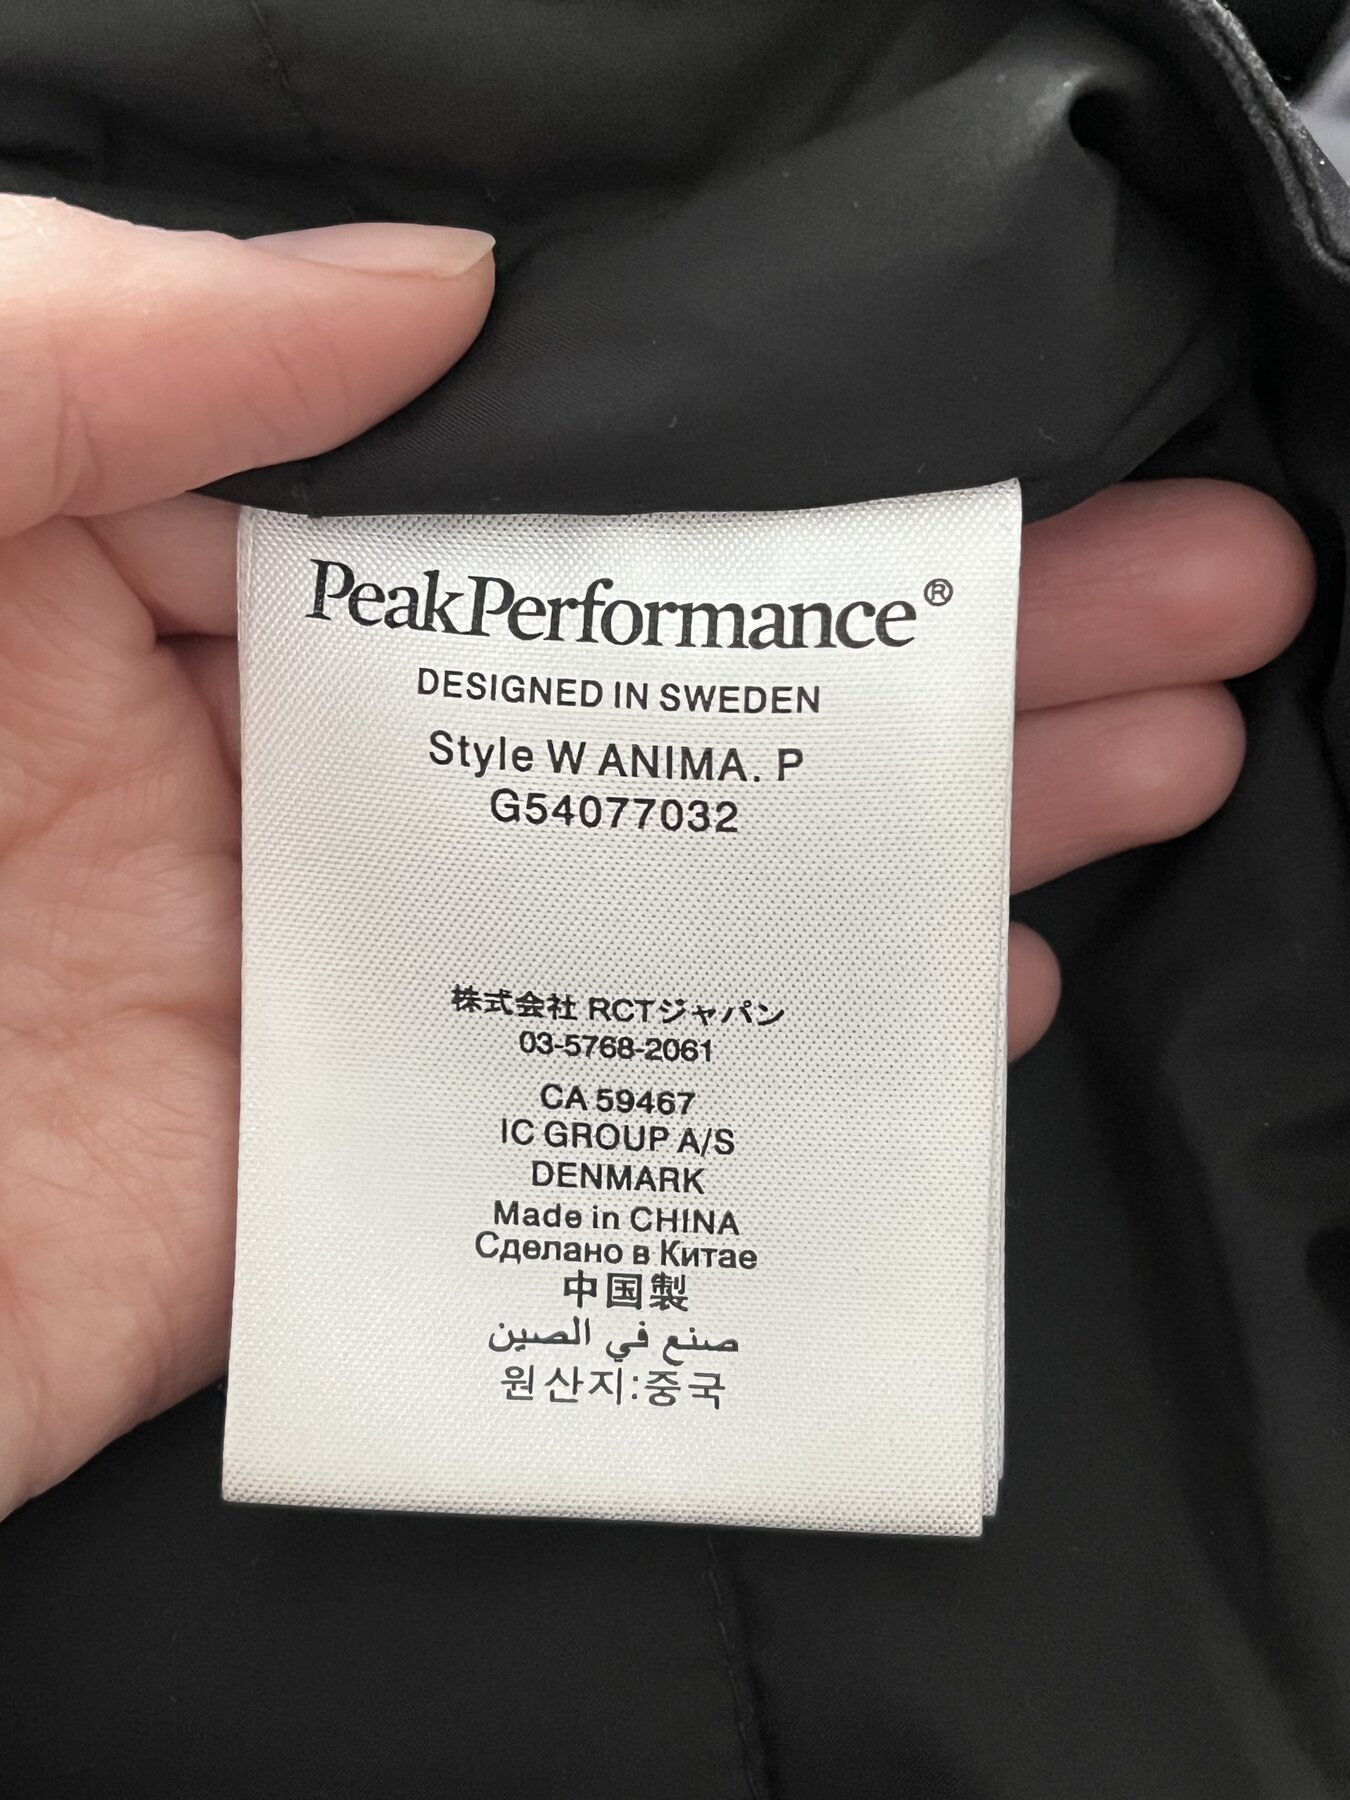 PeakPerformance®
DESIGNED IN SWEDEN
Style W ANIMA. P
G54077032
株式会社 RCTジャパン
03-5768-2061
CA 59467
IC GROUP A/S
DENMARK
Made in CHINA
Сделано в Китае
中国製
صنع في الصين
원산지:중국